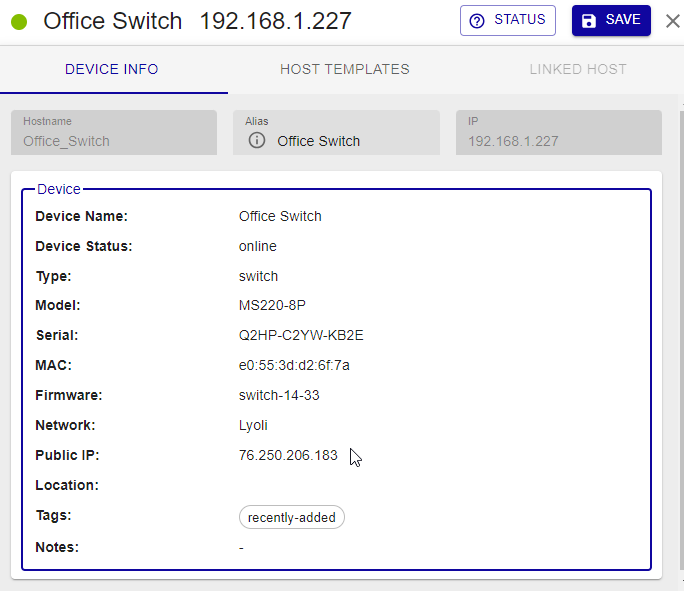 Office Switch 192.168.1.227
STATUS
SAVE
DEVICE INFO
HOST TEMPLATES
LINKED HOST
Hostname
Office_Switch
Alias
Office Switch
IP
192.168.1.227
Device
Device Name: Office Switch
Device Status: online
Type: switch
Model: MS220-8P
Serial: Q2HP-C2YW-KB2E
MAC: e0:55:3d:d2:6f:7a
Firmware: switch-14-33
Network: Lyoli
Public IP: 76.250.206.183
Location:
Tags: recently-added
Notes: -